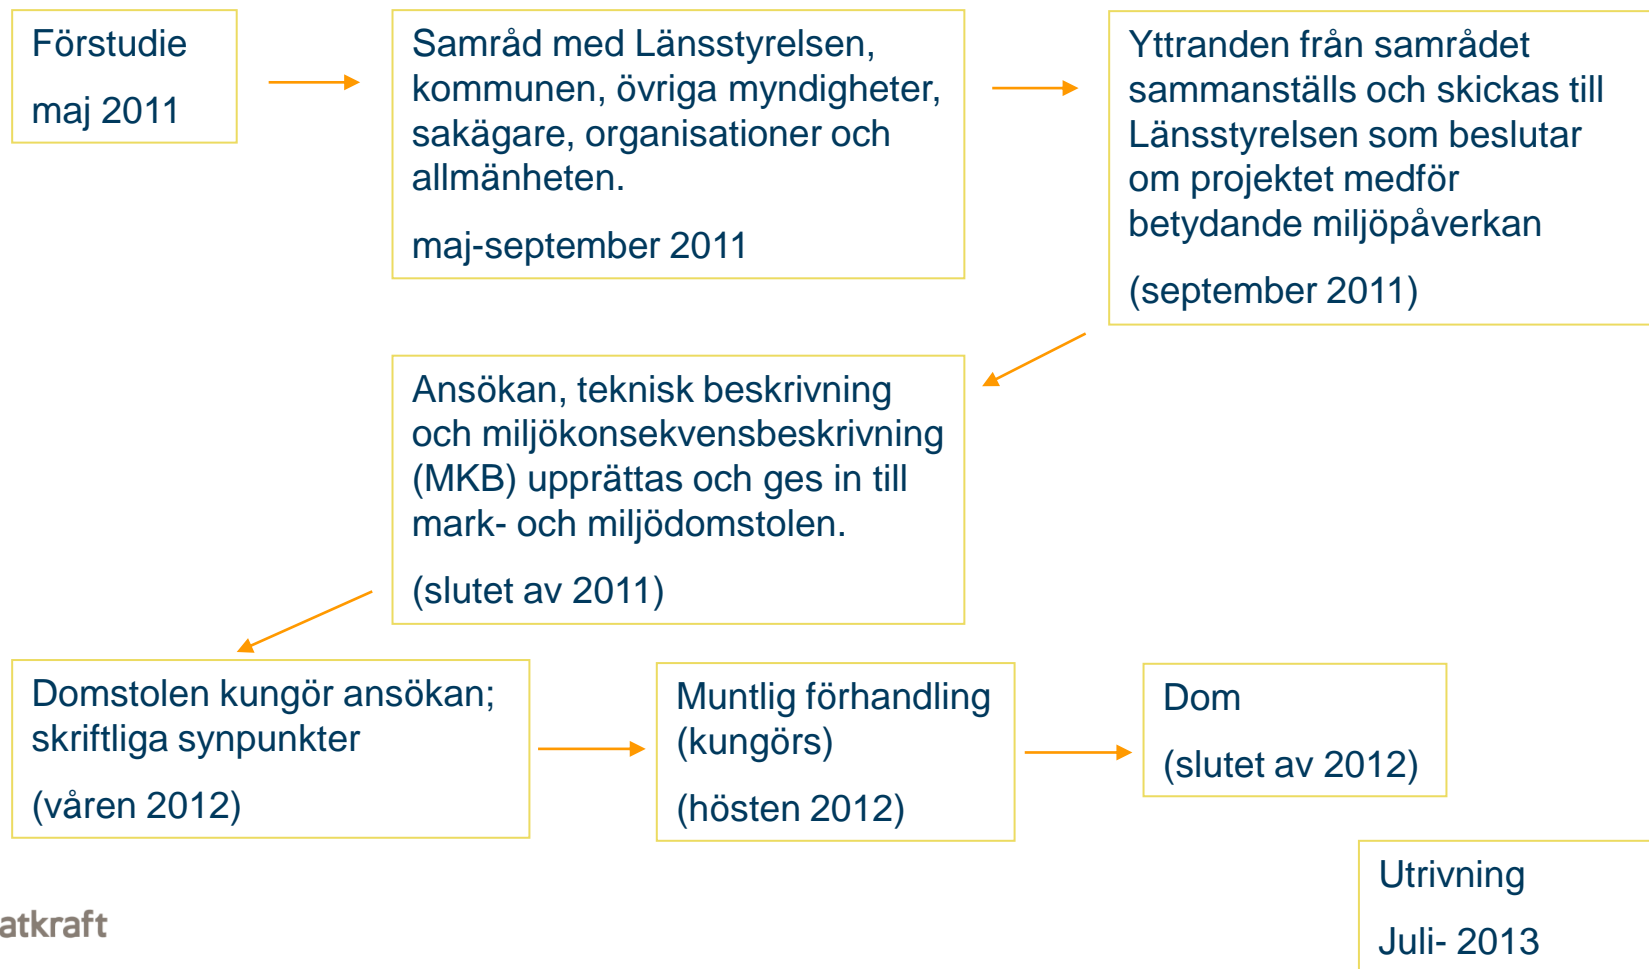 Förstudie
maj 2011
Samråd med Länsstyrelsen,
kommunen, övriga myndigheter,
sakägare, organisationer och
allmänheten.
maj-september 2011
Yttranden från samrådet
sammanställs och skickas till
Länsstyrelsen som beslutar
om projektet medför
betydande miljöpåverkan
(september 2011)
Ansökan, teknisk beskrivning
och miljökonsekvensbeskrivning
(MKB) upprättas och ges in till
mark- och miljödomstolen.
(slutet av 2011)
Domstolen kungör ansökan;
skriftliga synpunkter
(våren 2012)
Muntlig förhandling
(kungörs)
(hösten 2012)
Dom
(slutet av 2012)
Utrivning
Juli- 2013
atkraft